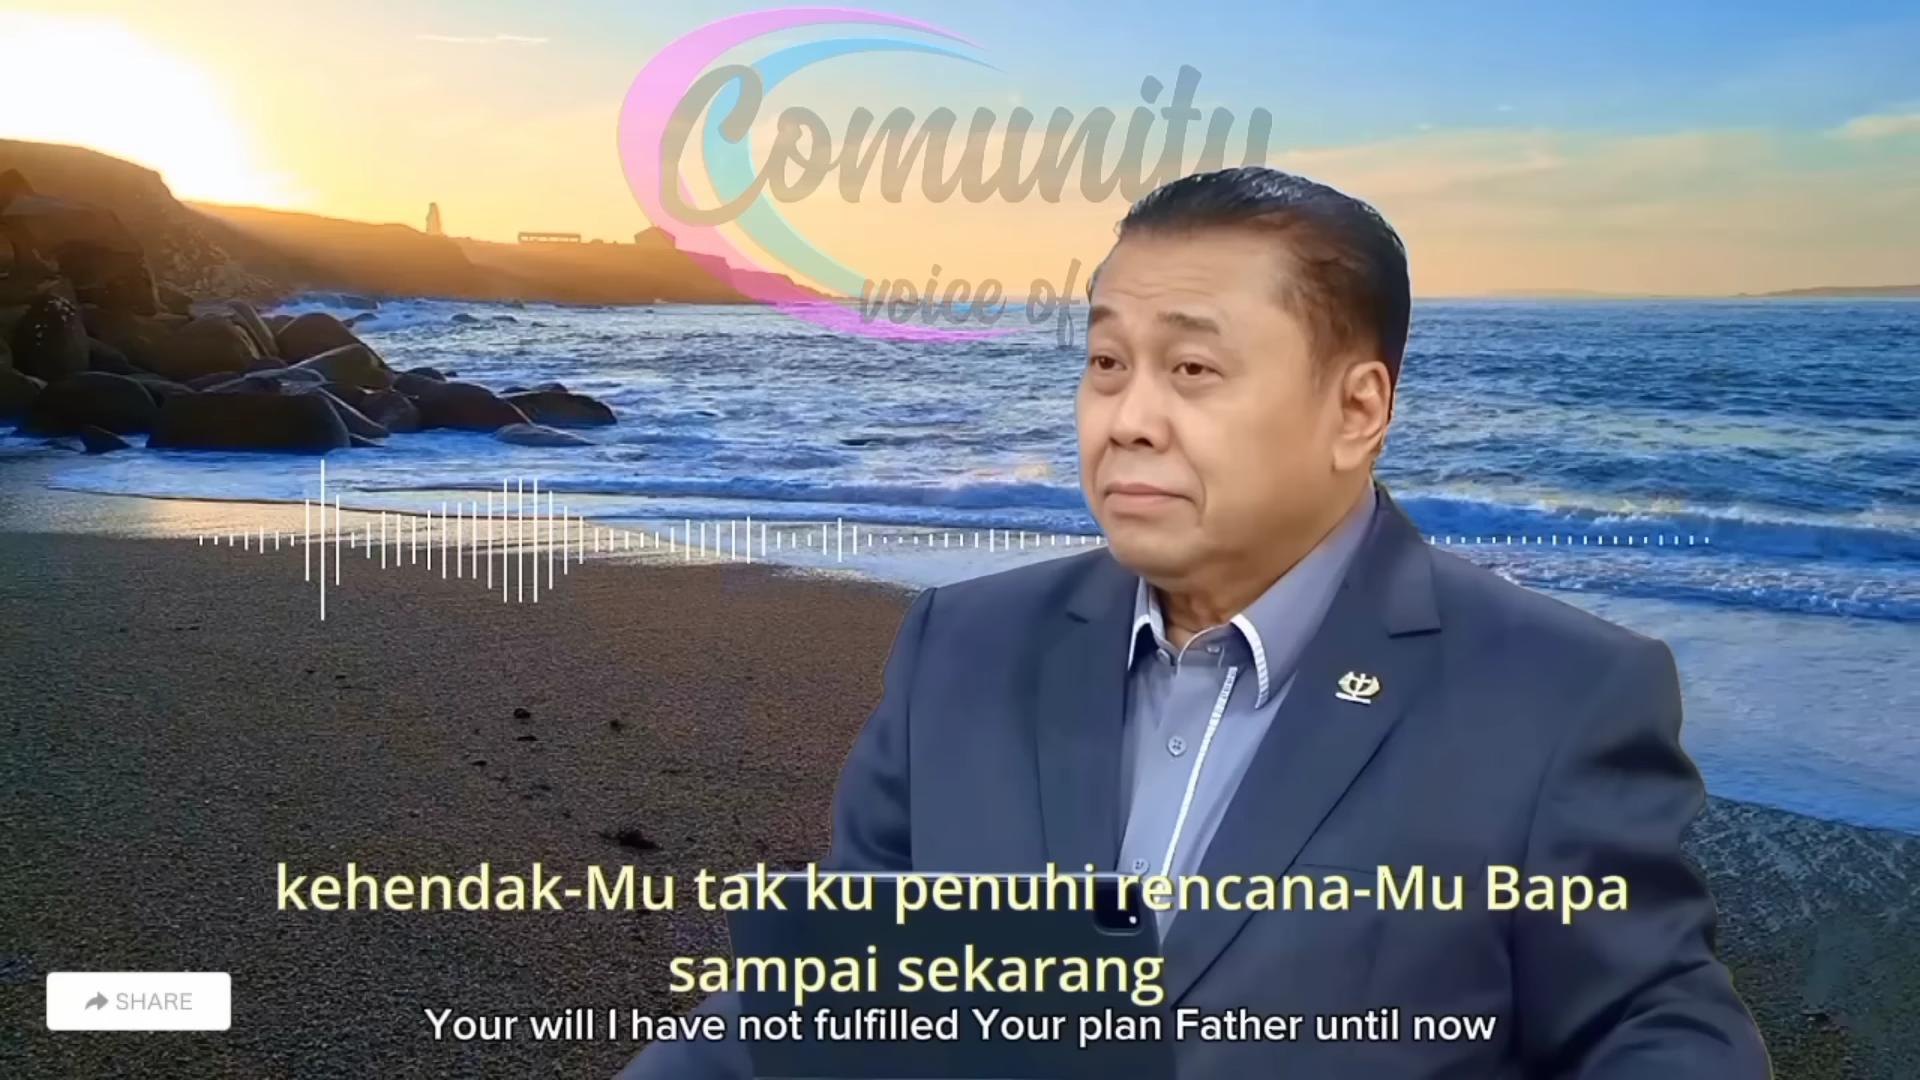 Comunity
voice of
kehendak-Mu tak ku penuhi rencana-Mu Bapa
sampai sekarang
SHARE
Your will I have not fulfilled Your plan Father until now